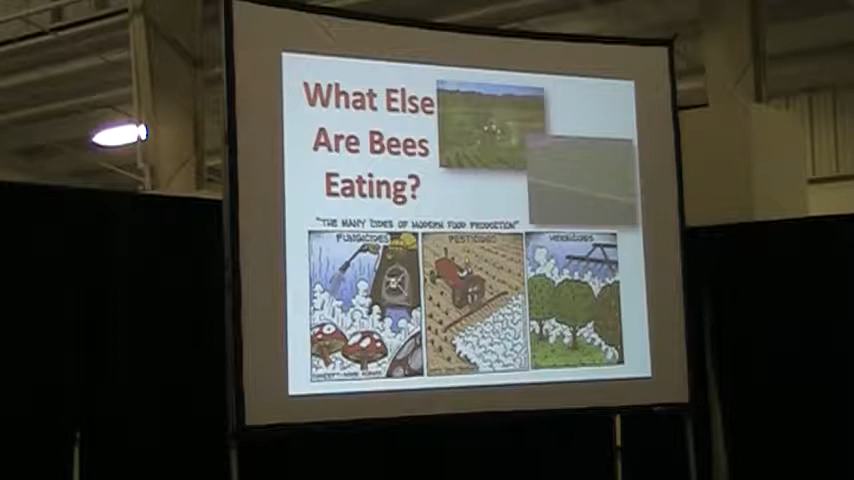 What Else
Are Bees
Eating?
"THE MANY 'CIDES OF MODERN FOOD PRODUCTION"
FUNGICIDES
PESTICIDES
HERBICIDES